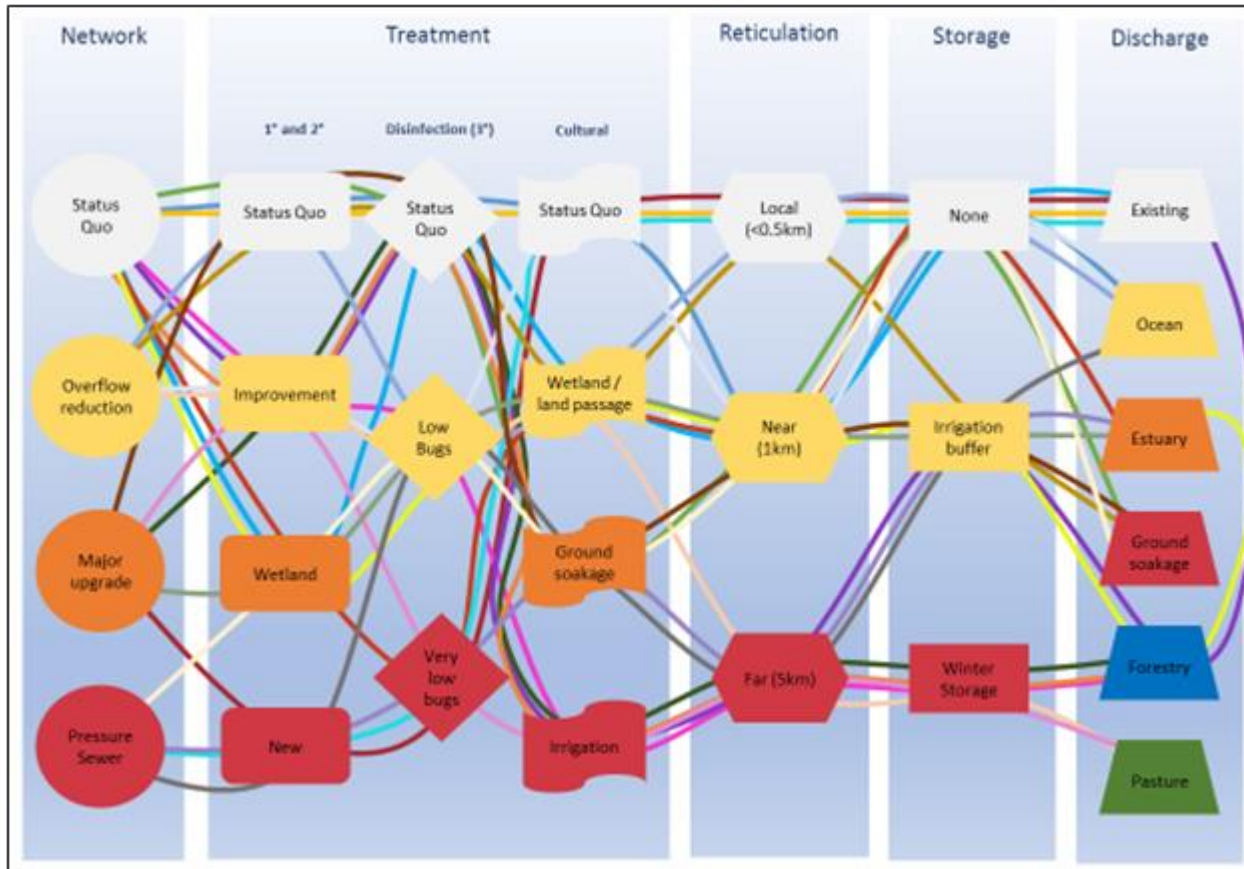 Network
Treatment
Reticulation
Storage
Discharge
1° and 2°
Disinfection (3°)
Cultural
Status
Quo
Status Quo
Status
Quo
Status Quo
Local
(<0.5km)
None
Existing
Ocean
Overflow
reduction
Improvement
Low
Bugs
Wetland /
land passage
Near
(1km)
Irrigation
buffer
Estuary
Major
upgrade
Wetland
Ground
soakage
Ground
soakage
Very
low
bugs
Far (5km)
Winter
Storage
Forestry
Pressure
Sewer
New
Irrigation
Pasture